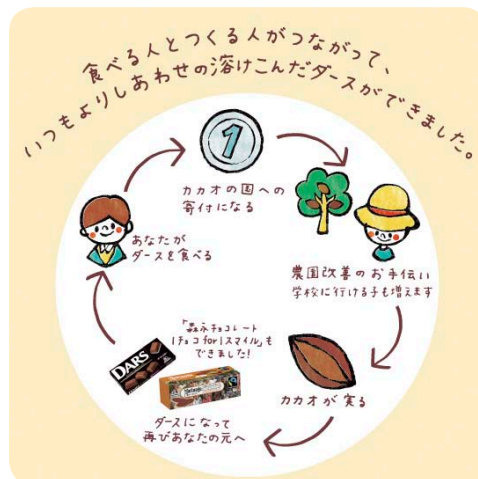 食べる人とつくる人がつながって、
いつもよりしあわせの溶けこんだダースができました。
1
カカオの国への
寄付になる
農園改善のお手伝い
学校に行ける子も増えます
カカオが実る
ダースになって
再びあなたの元へ
「森永チョコレート
1チョコ for 1スマイル」も
できました!
DARS
あなたが
ダースを食べる